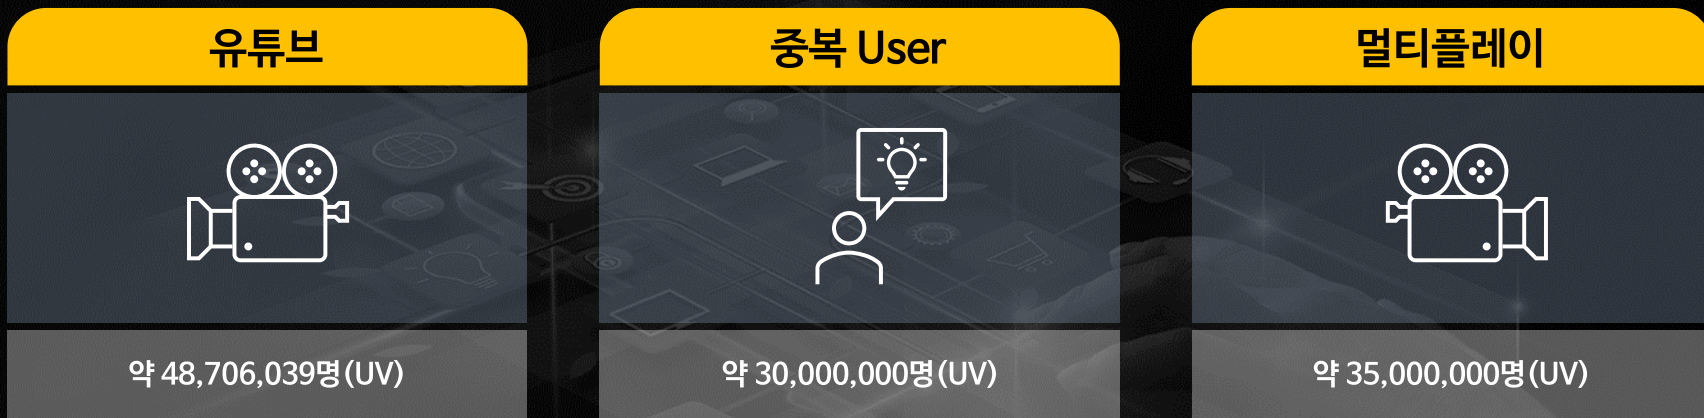 유튜브
중복 User
멀티플레이
약 48,706,039명(UV)
약 30,000,000명(UV)
약 35,000,000명(UV)